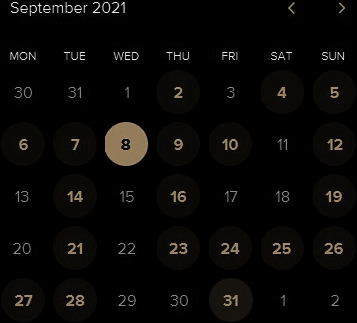 September 2021
MON TUE WED THU FRI SAT SUN
30 31 1 2 3 4 5
6 7 8 9 10 11 12
13 14 15 16 17 18 19
20 21 22 23 24 25 26
27 28 29 30 31 1 2